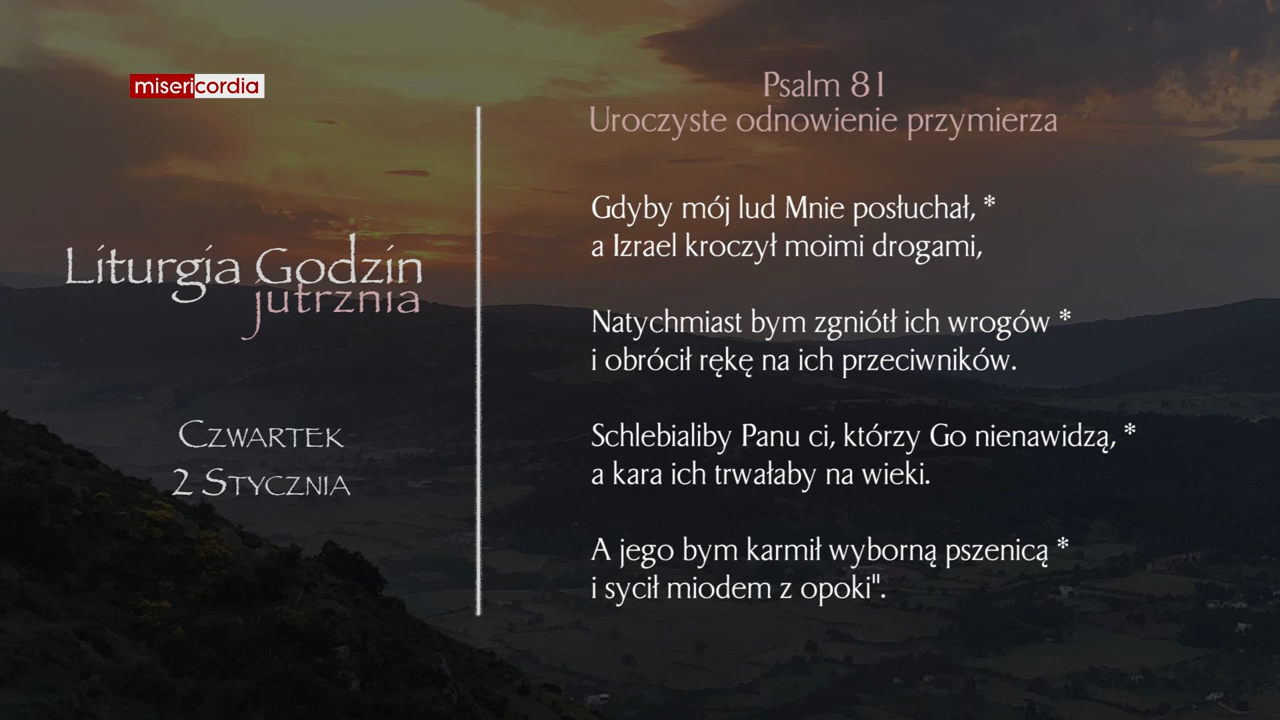 misericordia
Liturgia Godzin
jutrznia
Czwartek
2 Stycznia
Psalm 81
Uroczyste odnowienie przymierza
Gdyby mój lud Mnie posłuchał, *
a Izrael kroczył moimi drogami,
Natychmiast bym zgniótł ich wrogów *
i obrócił rękę na ich przeciwników.
Schlebialiby Panu ci, którzy Go nienawidzą, *
a kara ich trwałaby na wieki.
A jego bym karmił wyborną pszenicą *
i sycił miodem z opoki".